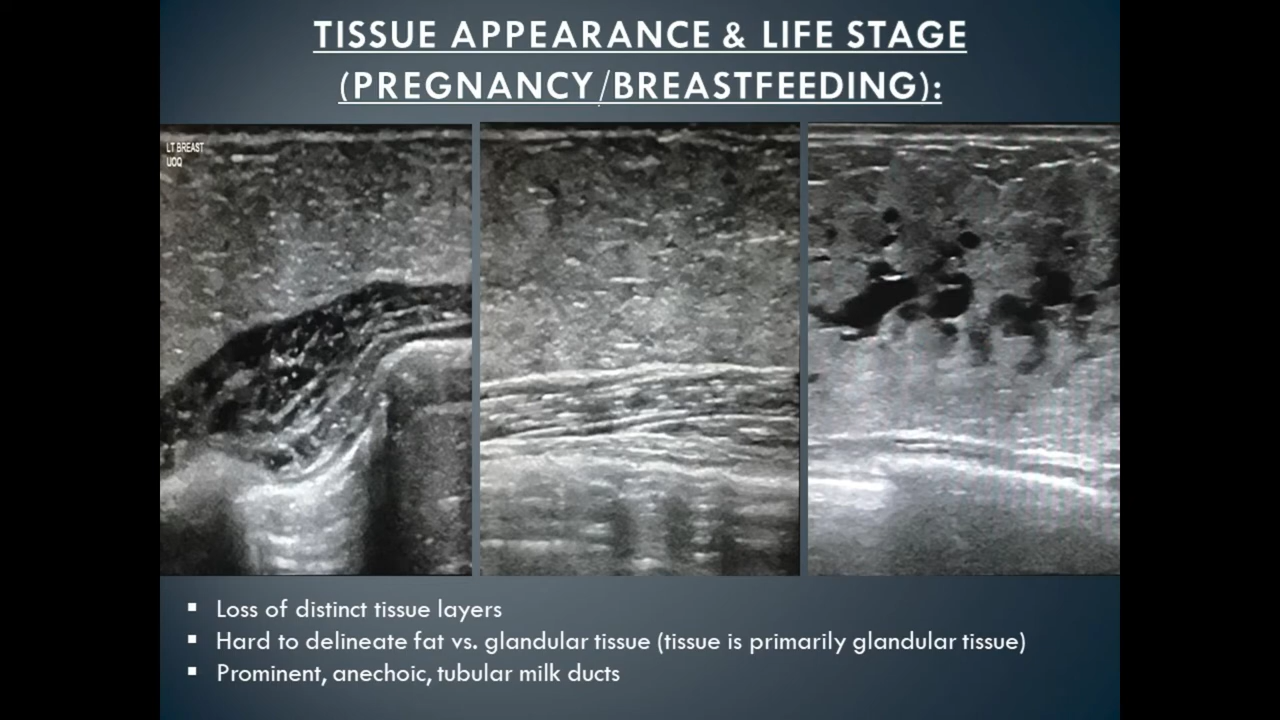 TISSUE APPEARANCE & LIFE STAGE
(PREGNANCY/BREASTFEEDING):
LT BREAST
UOQ
▪ Loss of distinct tissue layers
▪ Hard to delineate fat vs. glandular tissue (tissue is primarily glandular tissue)
▪ Prominent, anechoic, tubular milk ducts